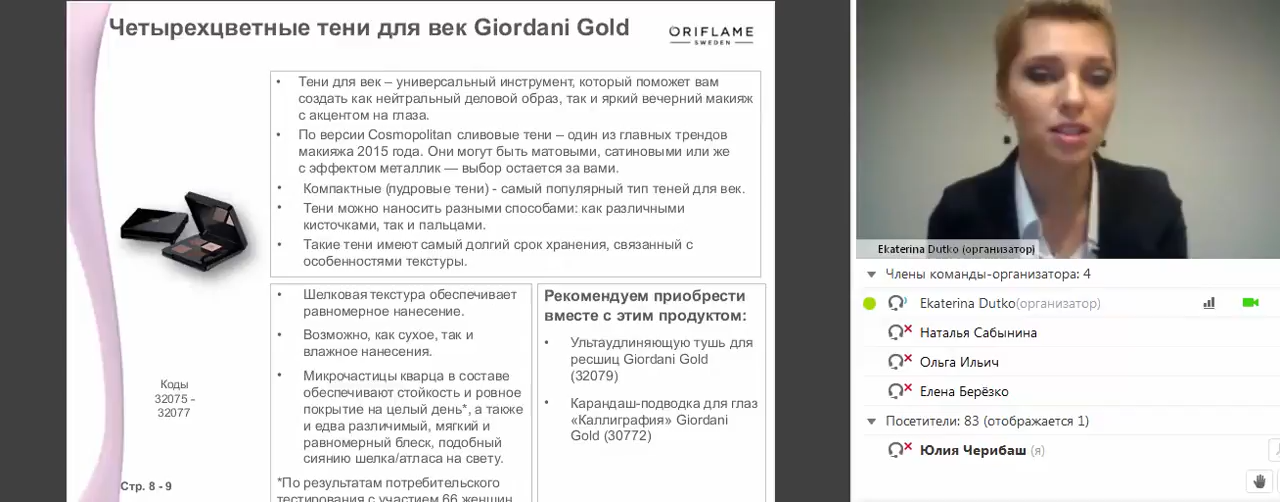 Четырехцветные тени для век Giordani Gold
ORIFLAME
SWEDEN
• Тени для век – универсальный инструмент, который поможет вам
создать как нейтральный деловой образ, так и яркий вечерний макияж
с акцентом на глаза.
• По версии Cosmopolitan сливовые тени – один из главных трендов
макияжа 2015 года. Они могут быть матовыми, сатиновыми или же
с эффектом металлик — выбор остается за вами.
• Компактные (пудровые тени) - самый популярный тип теней для век.
• Тени можно наносить разными способами: как различными
кисточками, так и пальцами.
• Такие тени имеют самый долгий срок хранения, связанный с
особенностями текстуры.
• Шелковая текстура обеспечивает
равномерное нанесение.
• Возможно, как сухое, так и
влажное нанесения.
• Микрочастицы кварца в составе
обеспечивают стойкость и ровное
покрытие на целый день*, а также
и едва различимый, мягкий и
равномерный блеск, подобный
сиянию шелка/атласа на свету.
*По результатам потребительского
тестирования с участием 66 женщин
Рекомендуем приобрести
вместе с этим продуктом:
• Ультаудлиняющую тушь для
ресшиц Giordani Gold
(32079)
• Карандаш-подводка для глаз
«Каллиграфия» Giordani
Gold (30772)
Коды
32075 -
32077
Стр. 8 - 9
Ekaterina Dutko (организатор)
Члены команды-организатора: 4
Ekaterina Dutko(организатор)
Наталья Сабынина
Ольга Ильич
Елена Берёзко
Посетители: 83 (отображается 1)
Юлия Черибаш (я)